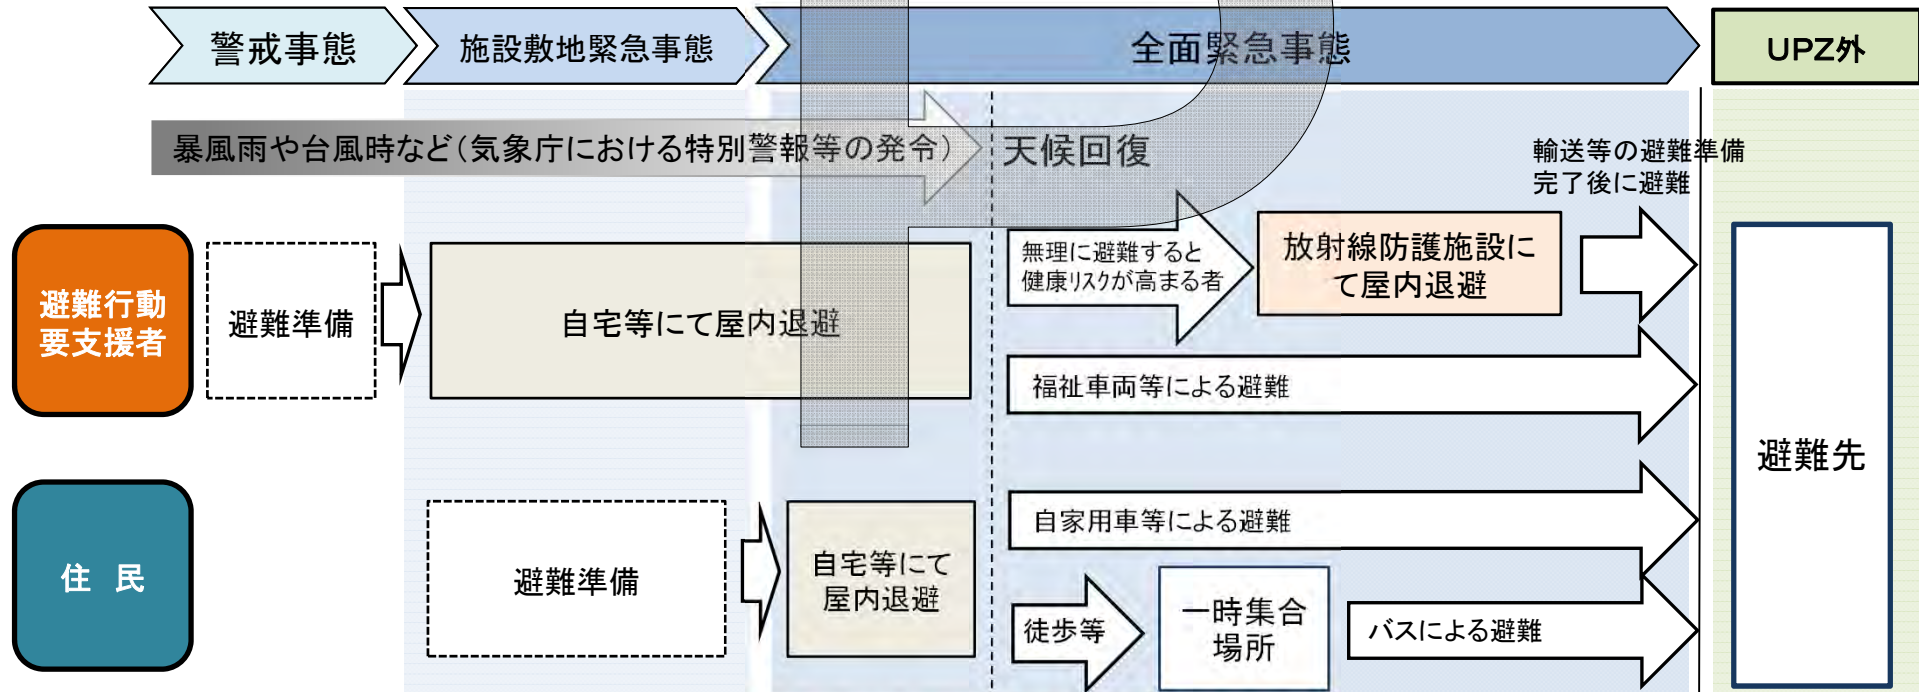 警戒事態
施設敷地緊急事態
全面緊急事態
UPZ外
暴風雨や台風時など(気象庁における特別警報等の発令)
天候回復
輸送等の避難準備
完了後に避難
避難行動
要支援者
避難準備
自宅等にて屋内退避
無理に避難すると
健康リスクが高まる者
放射線防護施設に
て屋内退避
福祉車両等による避難
避難先
住 民
避難準備
自宅等にて
屋内退避
自家用車等による避難
徒歩等
一時集合
場所
バスによる避難